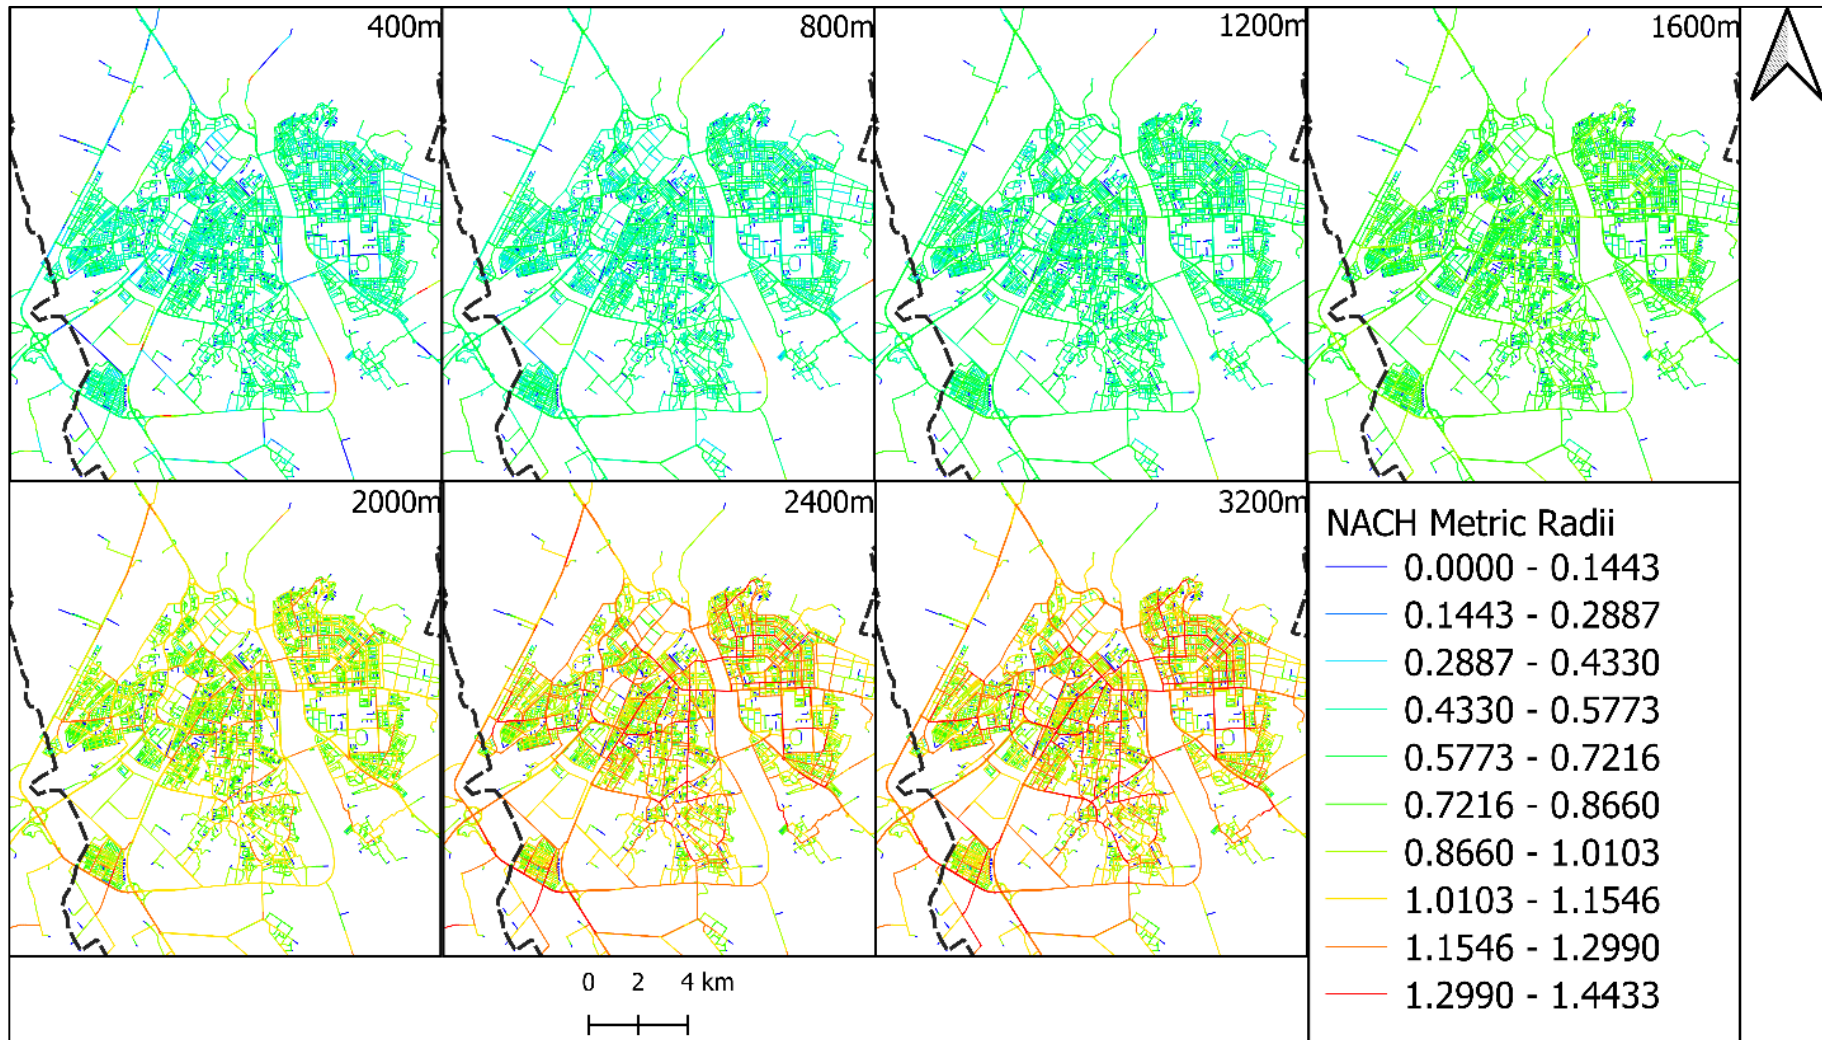 400m
800m
1200m
1600m
2000m
2400m
3200m
NACH Metric Radii
0.0000 - 0.1443
0.1443 - 0.2887
0.2887 - 0.4330
0.4330 - 0.5773
0.5773 - 0.7216
0.7216 - 0.8660
0.8660 - 1.0103
1.0103 - 1.1546
1.1546 - 1.2990
1.2990 - 1.4433
0 2 4 km